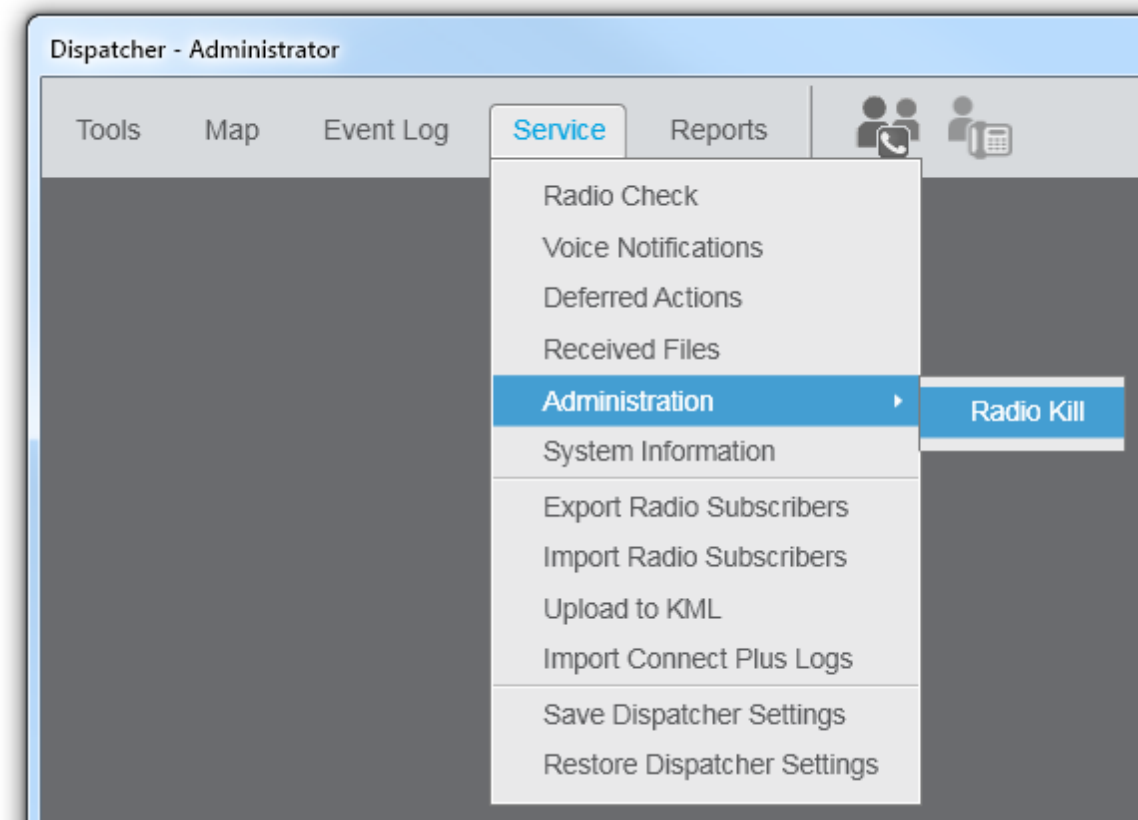 Dispatcher - Administrator
Tools Map Event Log Service Reports
Radio Check
Voice Notifications
Deferred Actions
Received Files
Administration Radio Kill
System Information
Export Radio Subscribers
Import Radio Subscribers
Upload to KML
Import Connect Plus Logs
Save Dispatcher Settings
Restore Dispatcher Settings